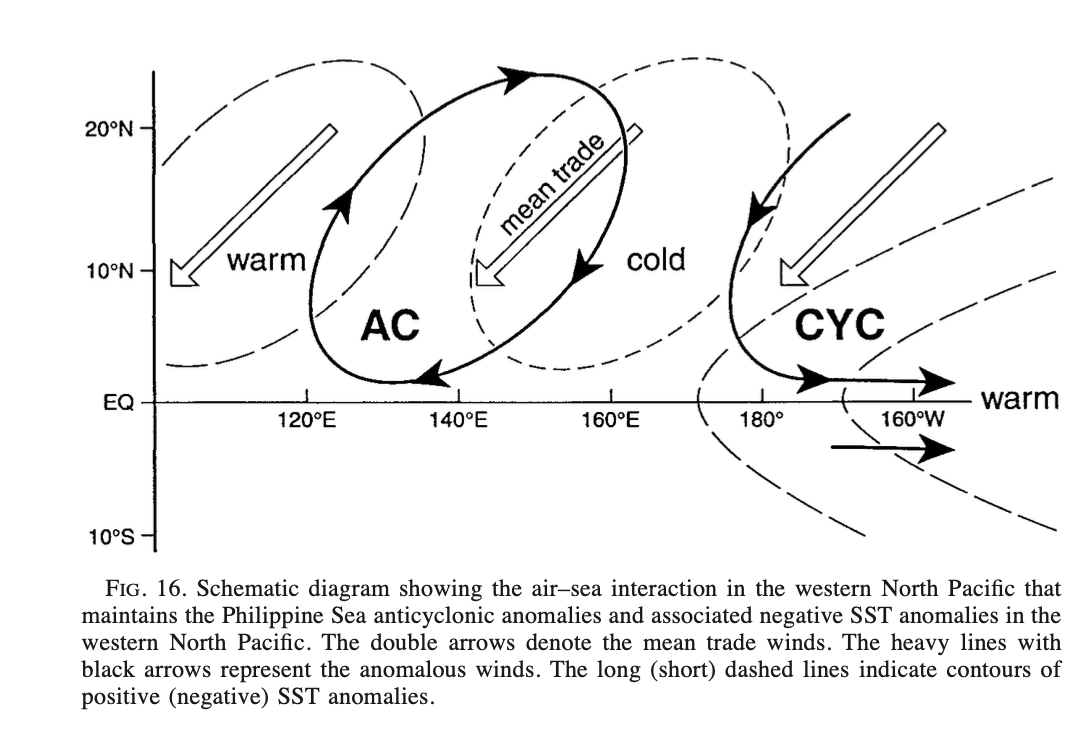 20°N
mean trade
10°N
warm
cold
AC
CYC
EQ
warm
120°E 140°E 160°E 180° 160°W
10°S
FIG. 16. Schematic diagram showing the air–sea interaction in the western North Pacific that
maintains the Philippine Sea anticyclonic anomalies and associated negative SST anomalies in the
western North Pacific. The double arrows denote the mean trade winds. The heavy lines with
black arrows represent the anomalous winds. The long (short) dashed lines indicate contours of
positive (negative) SST anomalies.